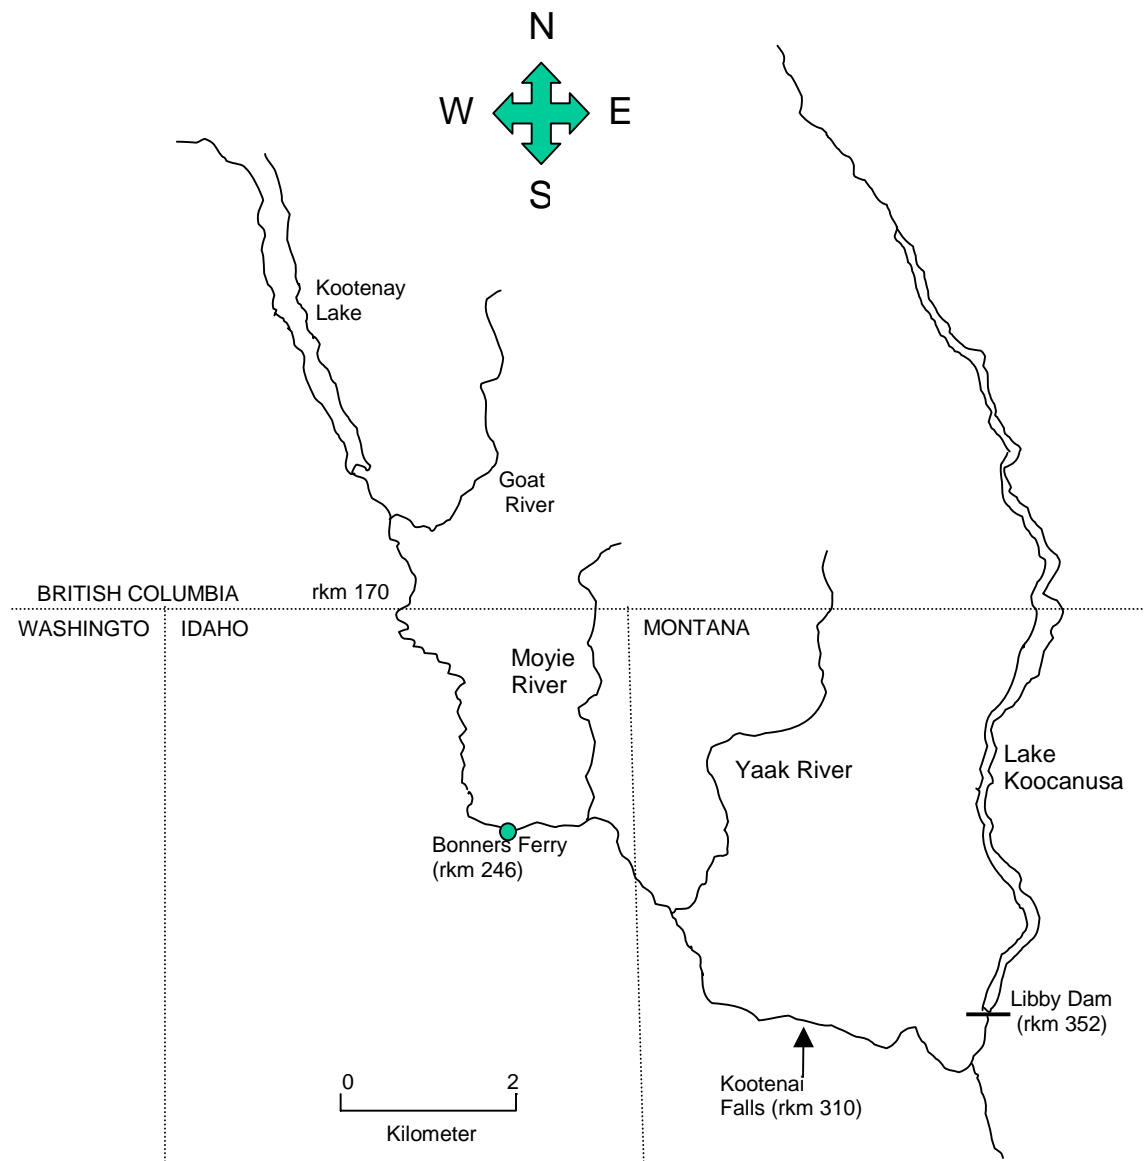 N
W E
S
Kootenay
Lake
Goat
River
BRITISH COLUMBIA
rkm 170
WASHINGTO
IDAHO
MONTANA
Moyie
River
Yaak River
Lake
Koocanusa
Bonners Ferry
(rkm 246)
Libby Dam
(rkm 352)
Kootenai
Falls (rkm 310)
0 2
Kilometer